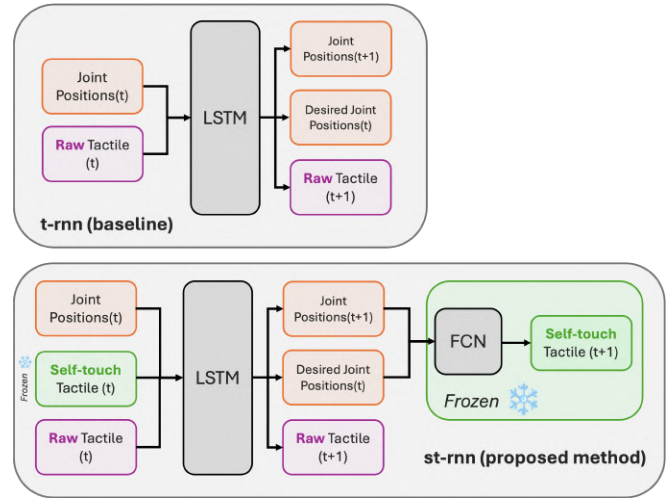 Joint
Positions(t)
Raw Tactile
(t)
LSTM
Joint
Positions(t+1)
Desired Joint
Positions(t)
Raw Tactile
(t+1)
t-rnn (baseline)
Joint
Positions(t)
Frozen
Self-touch
Tactile (t)
Raw Tactile
(t)
LSTM
Joint
Positions(t+1)
Desired Joint
Positions(t)
Raw Tactile
(t+1)
FCN
Self-touch
Tactile (t+1)
Frozen
st-rnn (proposed method)